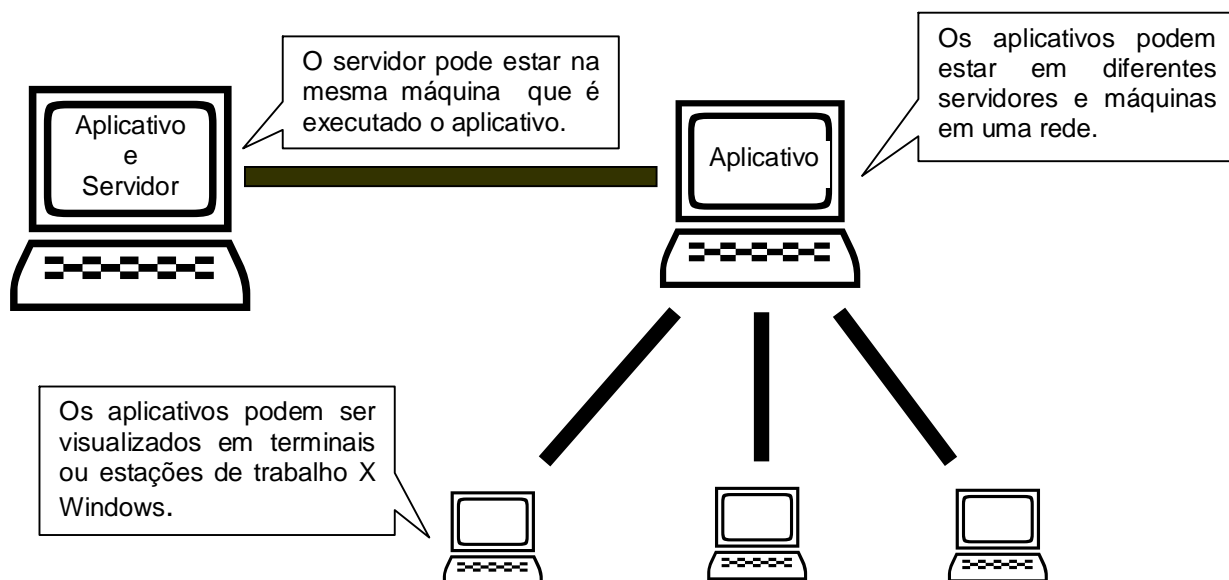 O servidor pode estar na
mesma máquina que é
executado o aplicativo.
Os aplicativos podem
estar em diferentes
servidores e máquinas
em uma rede.
Aplicativo
e
Servidor
Aplicativo
Os aplicativos podem ser
visualizados em terminais
ou estações de trabalho X
Windows.